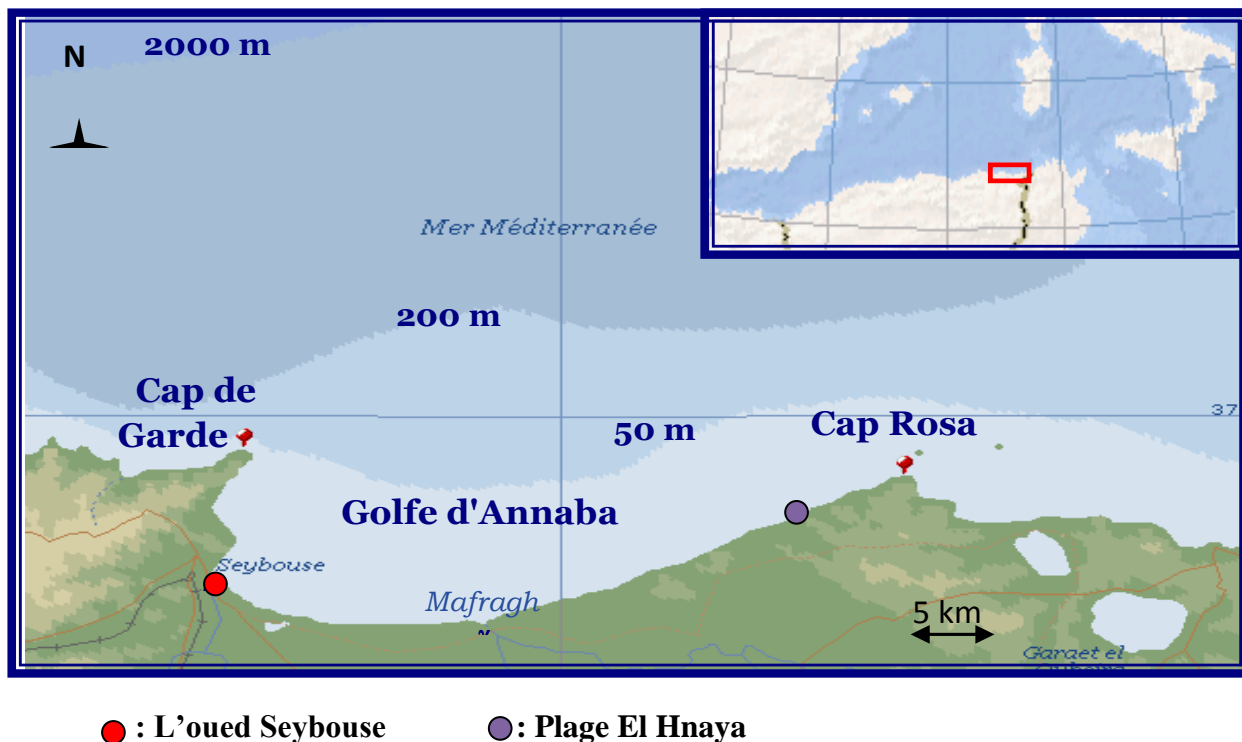 2000 m
N
Mer Méditerranée
200 m
Cap de
Garde
37
50 m
Cap Rosa
Golfe d'Annaba
Seybouse
Mafragh
5 km
Garaet el
: L'oued Seybouse
: Plage El Hnaya